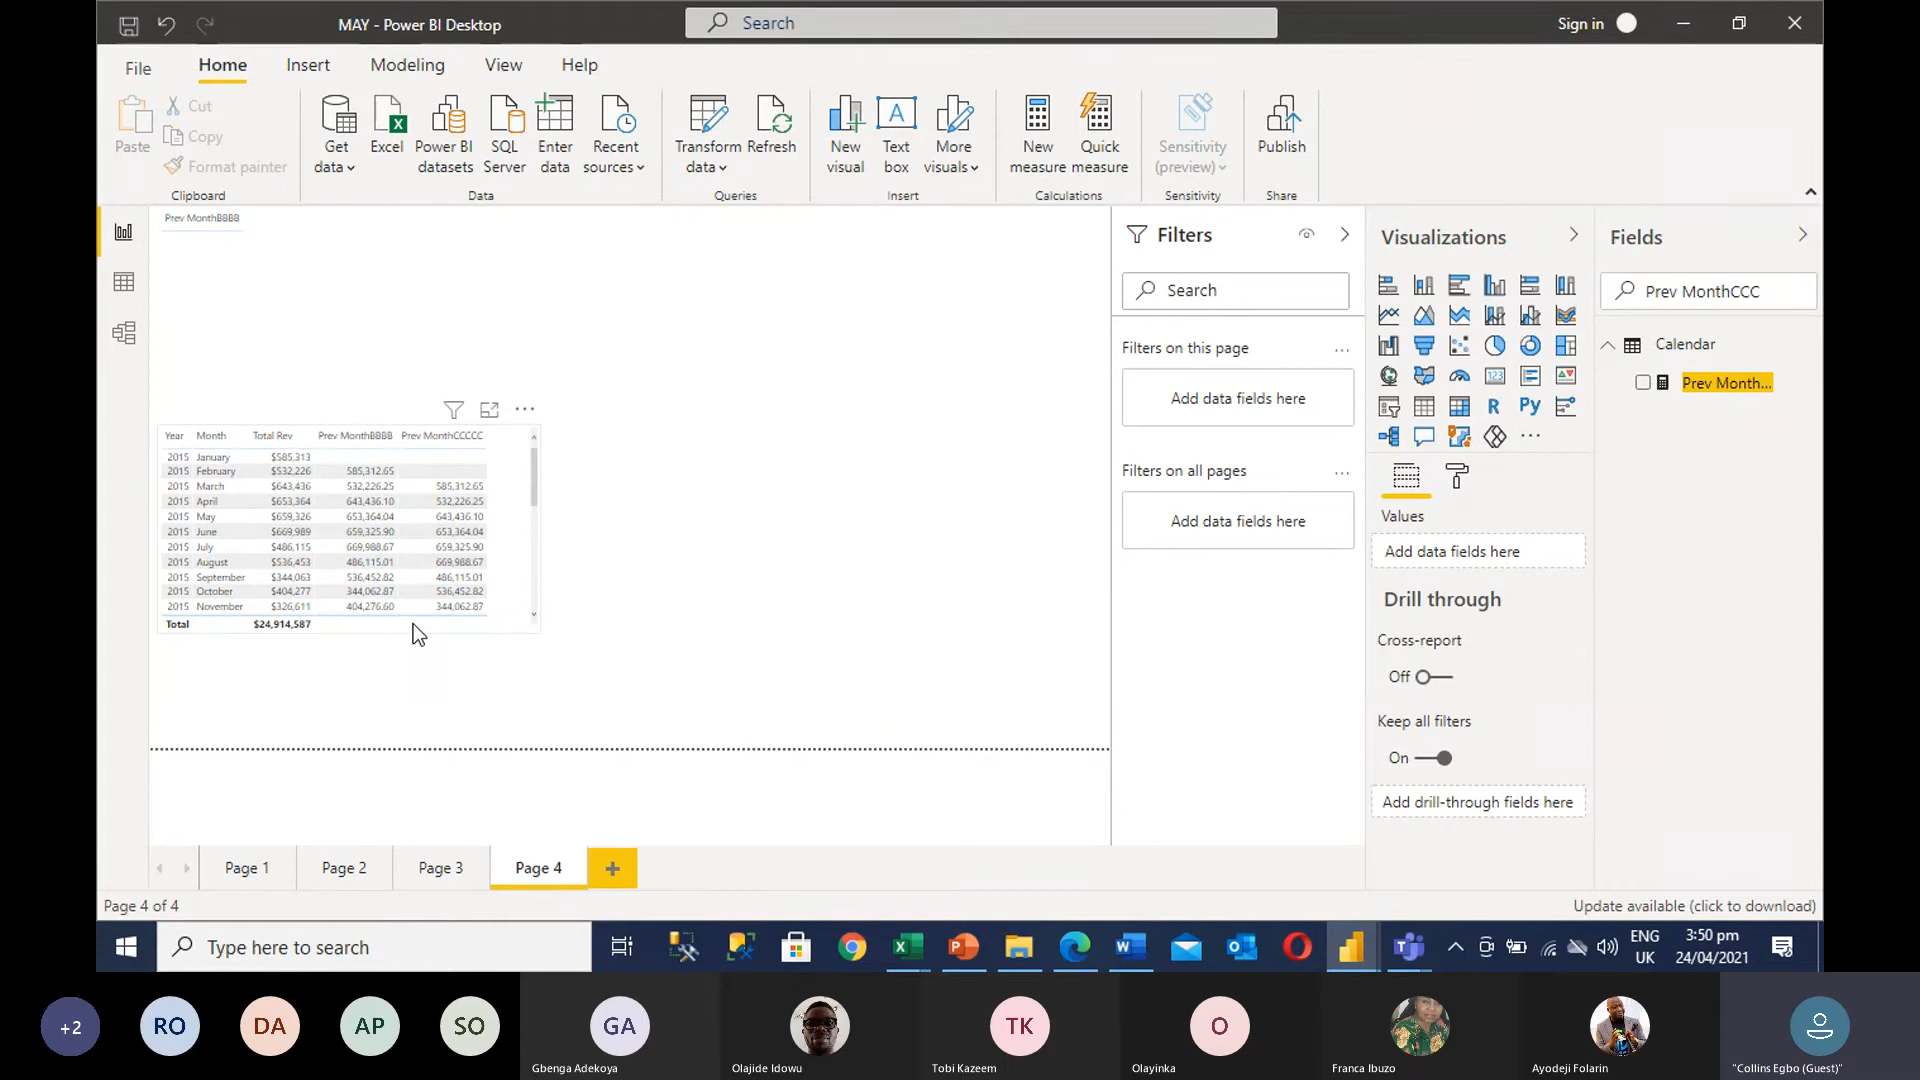 MAY - Power BI Desktop
Search
Sign in
File
Home
Insert
Modeling
View
Help
Paste
Cut
Copy
Format painter
Clipboard
Get data
Excel
Power BI datasets
SQL Server
Enter data
Recent sources
Data
Transform data
Refresh
Queries
New visual
Text box
More visuals
Insert
New measure
Quick measure
Calculations
Sensitivity (preview)
Sensitivity
Publish
Share
Prev MonthBBBB
Year Month Total Rev Prev MonthBBBB Prev MonthCCCCC
2015 January $585,313
2015 February $532,226 585,312.65
2015 March $643,436 532,226.25 585,312.65
2015 April $653,364 643,436.10 532,226.25
2015 May $659,326 653,364.04 643,436.10
2015 June $669,989 659,325.90 653,364.04
2015 July $486,115 669,988.67 659,325.90
2015 August $536,453 486,115.01 669,988.67
2015 September $344,063 536,452.82 486,115.01
2015 October $404,277 344,062.87 536,452.82
2015 November $326,611 404,276.60 344,062.87
Total $24,914,587
Filters
Search
Filters on this page
Add data fields here
Filters on all pages
Add data fields here
Visualizations
R
Py
123
Values
Add data fields here
Drill through
Cross-report
Off
Keep all filters
On
Add drill-through fields here
Fields
Prev MonthCCC
Calendar
Prev Month...
Page 1
Page 2
Page 3
Page 4
Page 4 of 4
Update available (click to download)
Type here to search
ENG
UK
3:50 pm
24/04/2021
+2
RO
DA
AP
SO
GA
Gbenga Adekoya
Olajide Idowu
TK
Tobi Kazeem
O
Olayinka
Franca Ibuzo
Ayodeji Folarin
"Collins Egbo (Guest)"